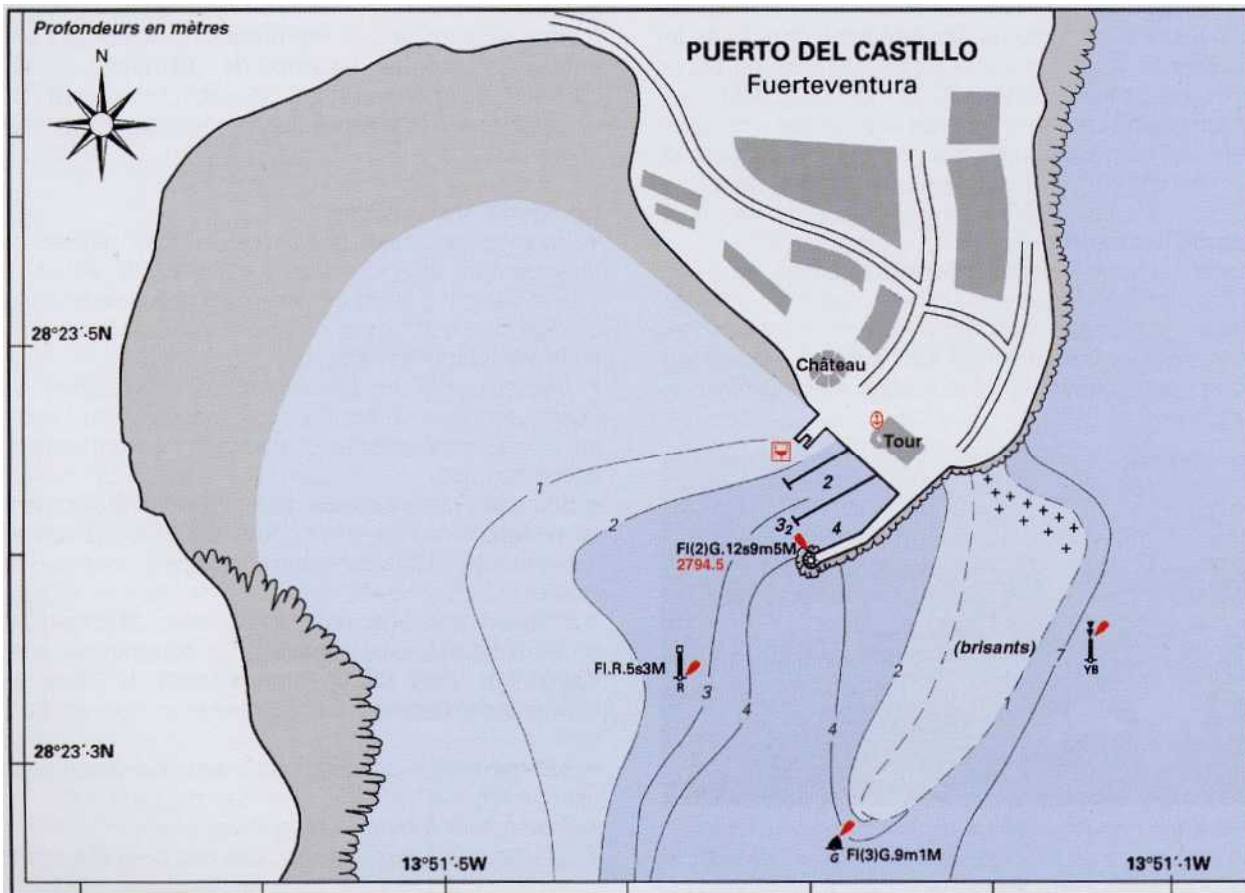 Profondeurs en mètres
N
PUERTO DEL CASTILLO
Fuerteventura
28°23'·5N
Château
Tour
1
2
2
3₂
4
Fl(2)G.12s9m5M
2794.5
(brisants)
YB
Fl.R.5s3M
R
3
4
4
2
1
28°23'·3N
G
Fl(3)G.9m1M
13°51'·5W
13°51'·1W